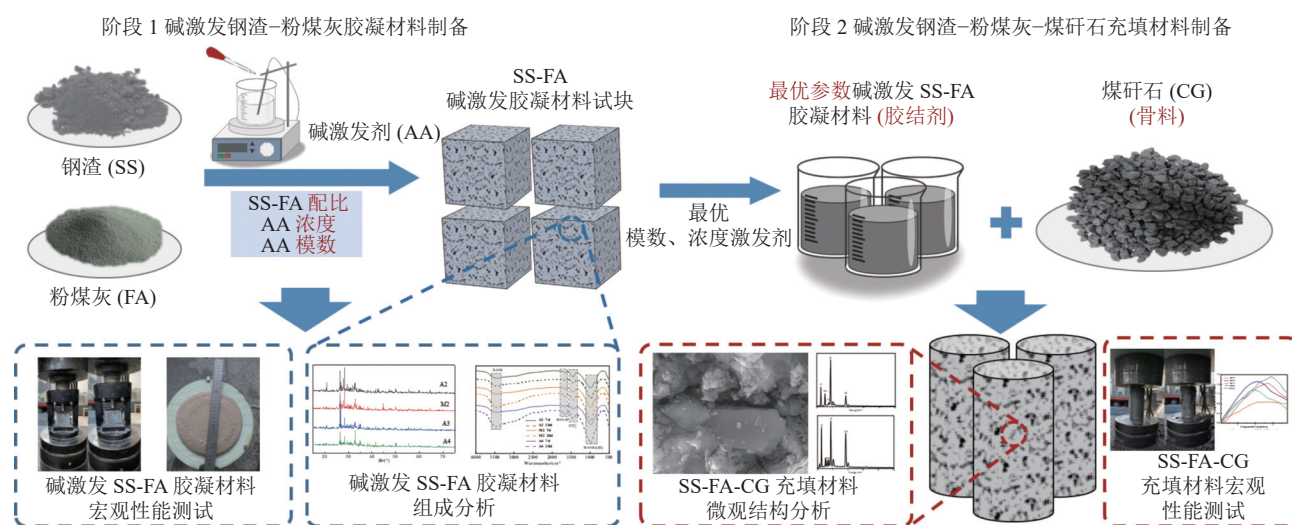 阶段 1 碱激发钢渣−粉煤灰胶凝材料制备
阶段 2 碱激发钢渣−粉煤灰−煤矸石充填材料制备
钢渣 (SS)
碱激发剂 (AA)
SS-FA 配比
AA 浓度
AA 模数
粉煤灰 (FA)
SS-FA
碱激发胶凝材料试块
最优
模数、浓度激发剂
最优参数碱激发 SS-FA
胶凝材料 (胶结剂)
煤矸石 (CG)
(骨料)
碱激发 SS-FA 胶凝材料
宏观性能测试
A2
M2
A3
A4
20
30
40
50
60
70
碱激发 SS-FA 胶凝材料
组成分析
SS-FA-CG 充填材料
微观结构分析
SS-FA-CG
充填材料宏观
性能测试